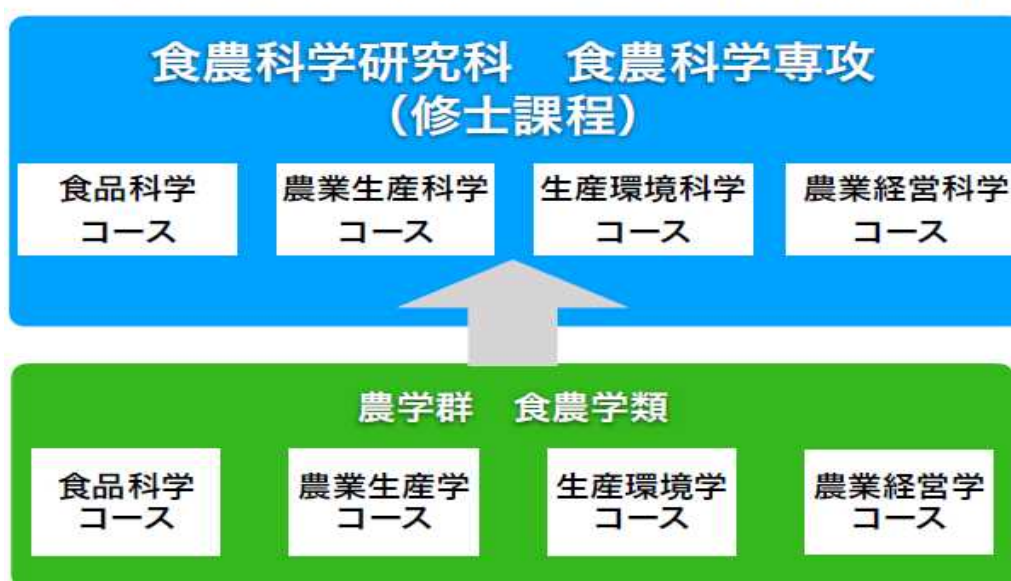 食農科学研究科　食農科学専攻
（修士課程）
食品科学
コース
農業生産科学
コース
生産環境科学
コース
農業経営科学
コース
農学群　食農学類
食品科学
コース
農業生産学
コース
生産環境学
コース
農業経営学
コース